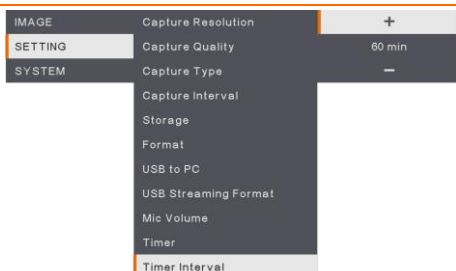 IMAGE
SETTING
SYSTEM
Capture Resolution
Capture Quality
Capture Type
Capture Interval
Storage
Format
USB to PC
USB Streaming Format
Mic Volume
Timer
Timer Interval
+
60 min
−